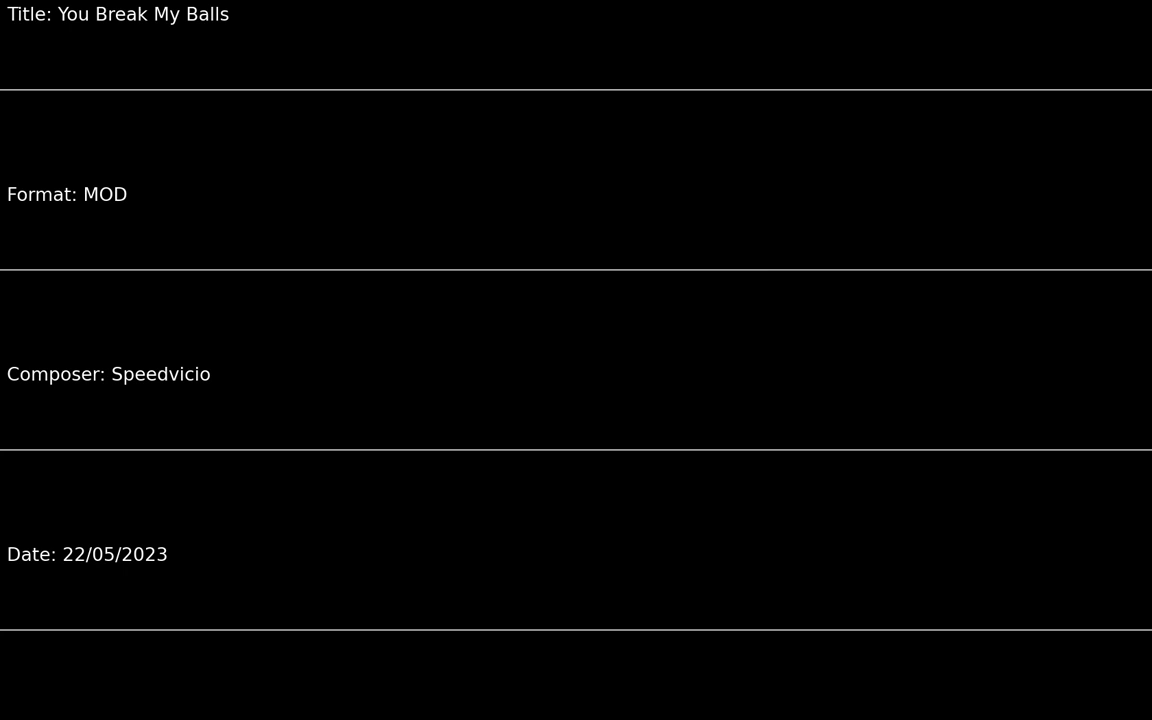 Title: You Break My Balls
Format: MOD
Composer: Speedvicio
Date: 22/05/2023